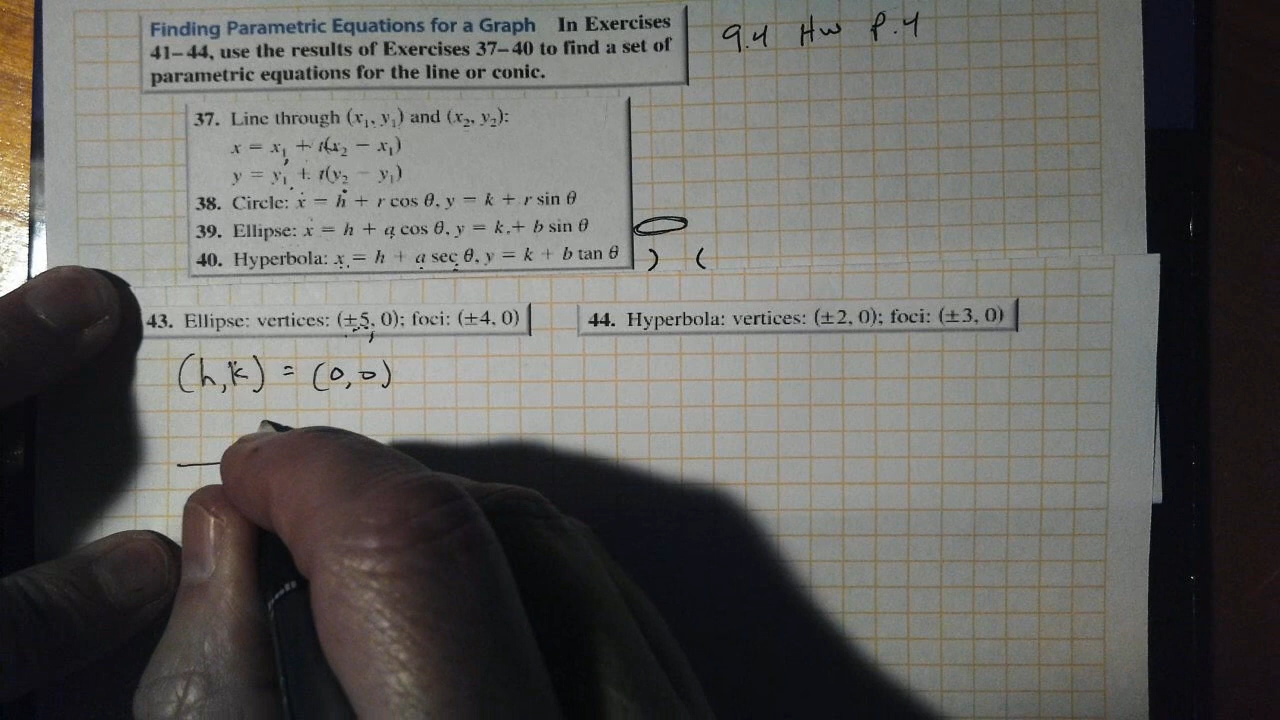 Finding Parametric Equations for a Graph In Exercises
41–44, use the results of Exercises 37–40 to find a set of
parametric equations for the line or conic.
9.4 Hw P.4
37. Line through (x₁, y₁) and (x₂, y₂):
x = x₁ + t(x₂ − x₁)
y = y₁ + t(y₂ − y₁)
38. Circle: x = h + r cos θ, y = k + r sin θ
39. Ellipse: x = h + a cos θ, y = k + b sin θ
40. Hyperbola: x = h + a sec θ, y = k + b tan θ
43. Ellipse: vertices: (±5, 0); foci: (±4, 0)
44. Hyperbola: vertices: (±2, 0); foci: (±3, 0)
(h,k) = (0,0)